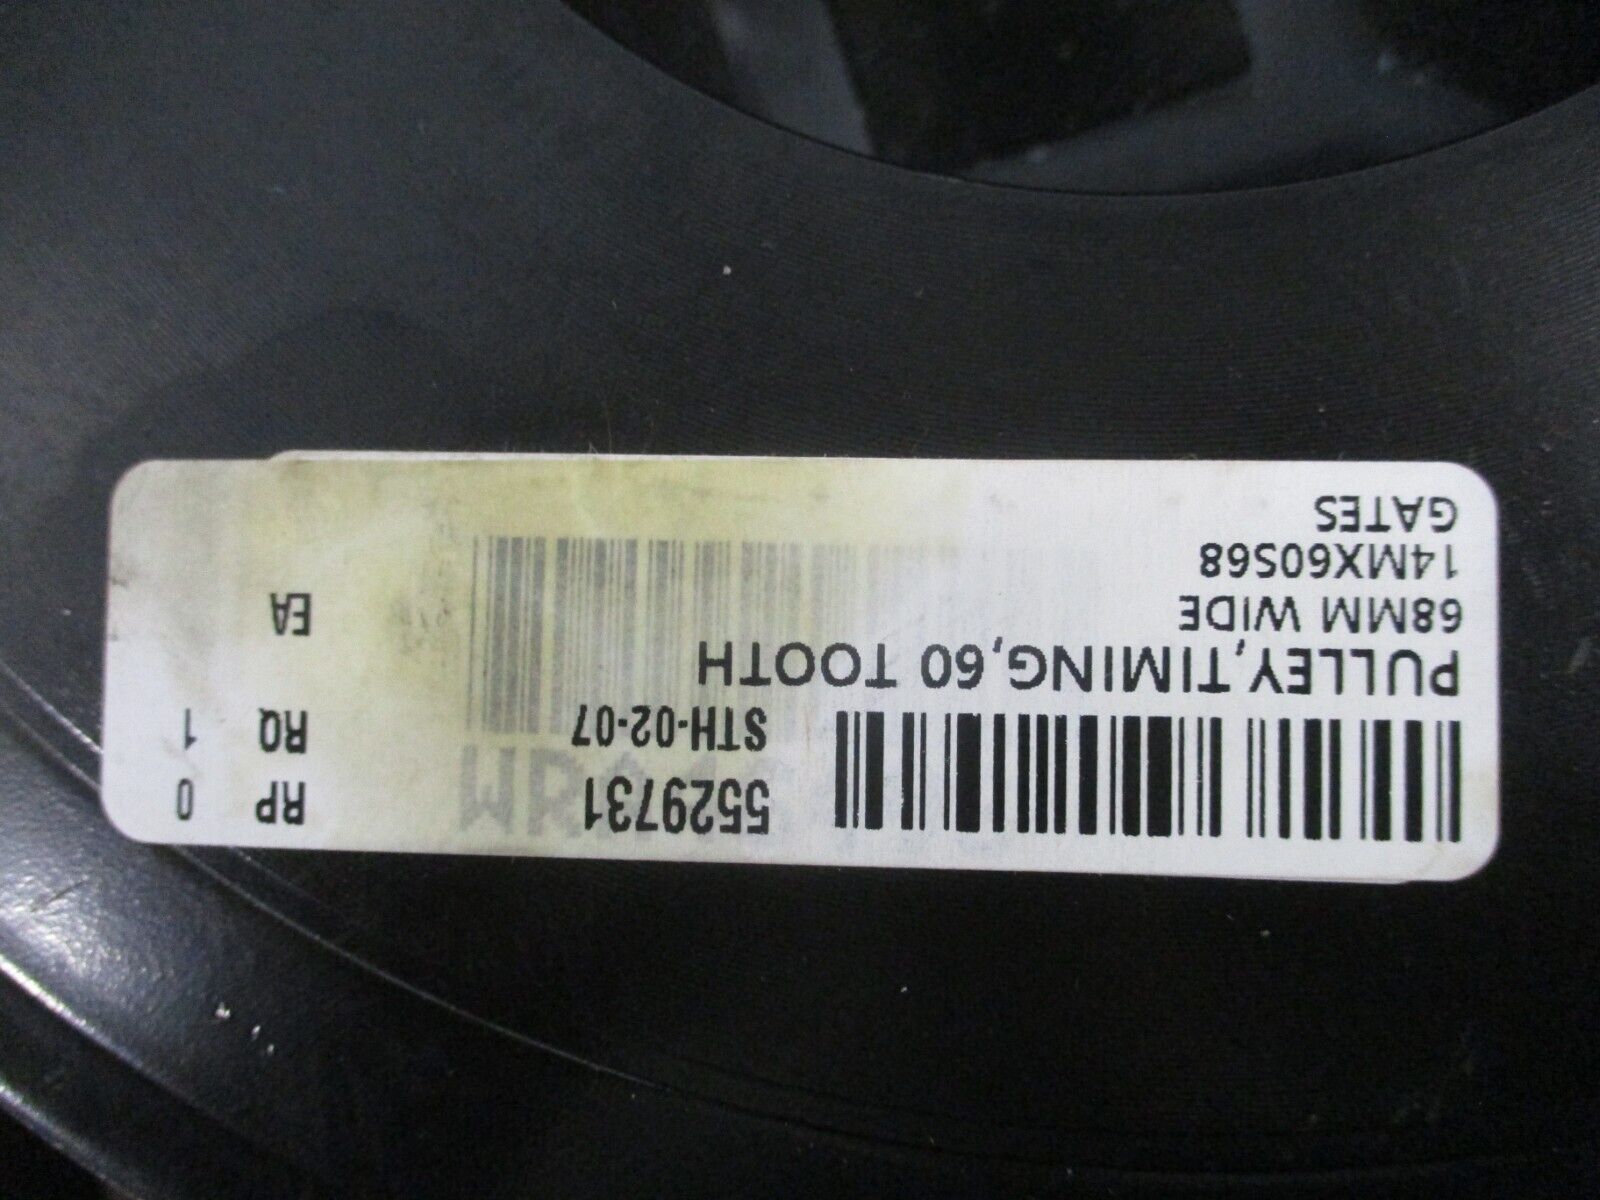 5529731 RP 0
STH-02-07 RQ 1
PULLEY,TIMING,60 TOOTH
68MM WIDE EA
14MX60S68
GATES